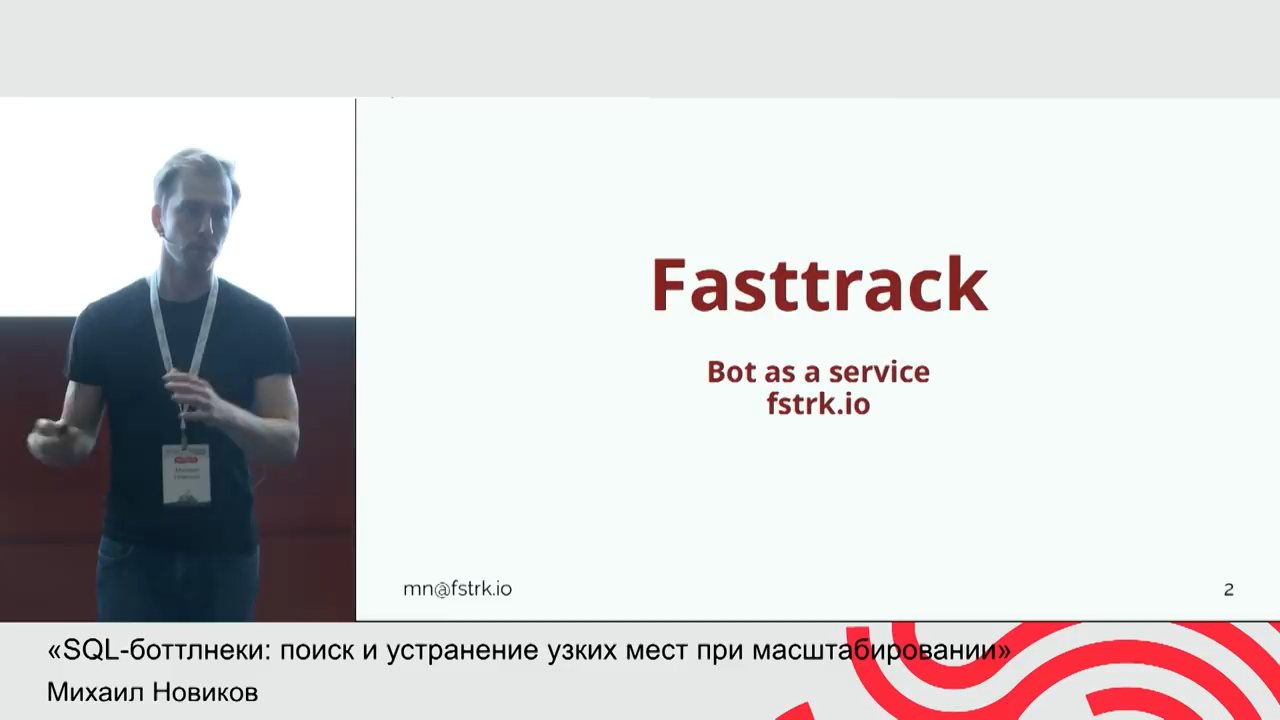 Fasttrack
Bot as a service
fstrk.io
mn@fstrk.io
2
«SQL-боттлнеки: поиск и устранение узких мест при масштабировании»
Михаил Новиков